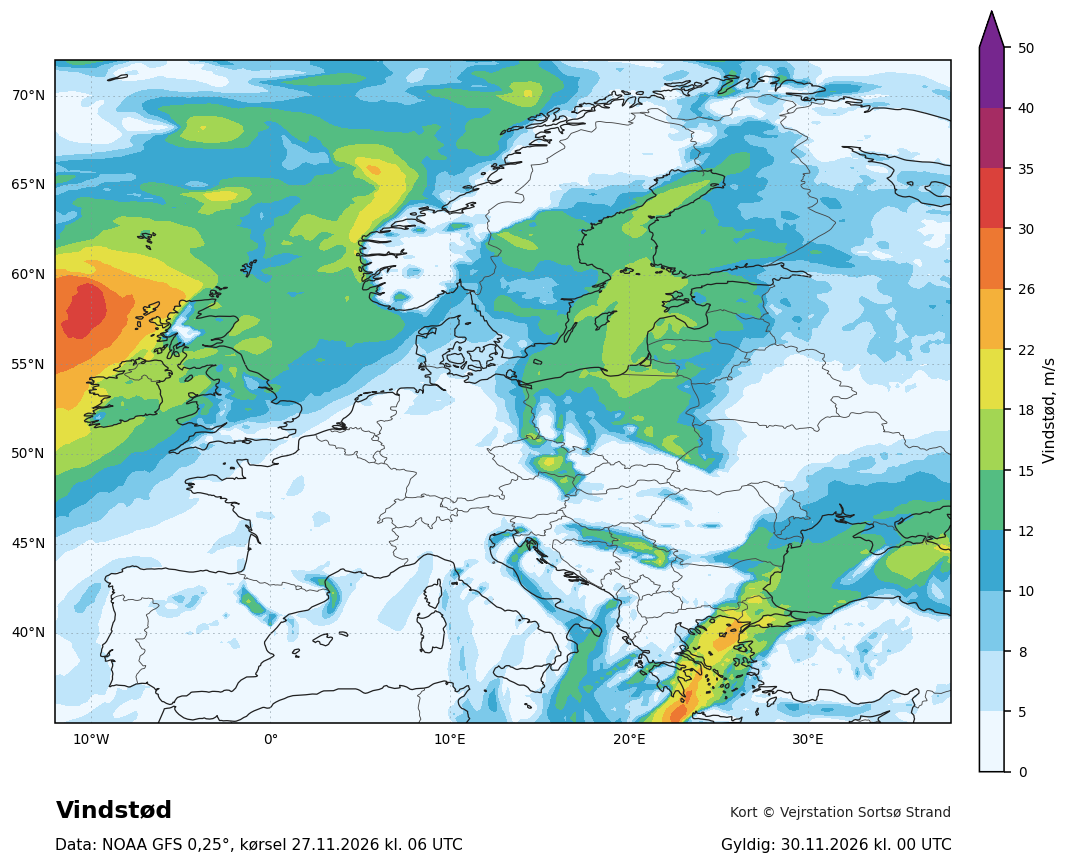 50
40
35
30
26
22
18
15
12
10
8
5
0
Vindstød, m/s
70°N
65°N
60°N
55°N
50°N
45°N
40°N
10°W
0°
10°E
20°E
30°E
Vindstød
Kort © Vejrstation Sortsø Strand
Data: NOAA GFS 0,25°, kørsel 27.11.2026 kl. 06 UTC
Gyldig: 30.11.2026 kl. 00 UTC